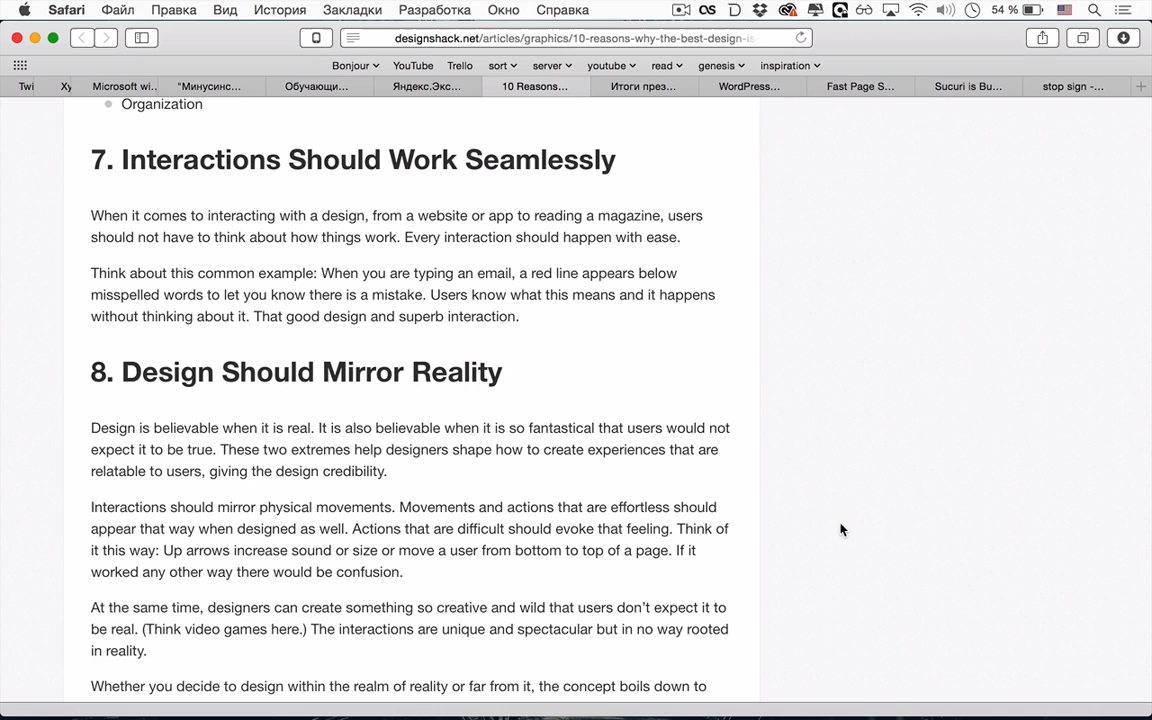 Safari Файл Правка Вид История Закладки Разработка Окно Справка 54 %
designshack.net/articles/graphics/10-reasons-why-the-best-design-is
Bonjour YouTube Trello sort server youtube read genesis inspiration
Twi Ху Microsoft wi... "Минусинс... Обучающи... Яндекс.Экс... 10 Reasons... Итоги през... WordPress... Fast Page S... Sucuri is Bu... stop sign -...
Organization
7. Interactions Should Work Seamlessly
When it comes to interacting with a design, from a website or app to reading a magazine, users
should not have to think about how things work. Every interaction should happen with ease.
Think about this common example: When you are typing an email, a red line appears below
misspelled words to let you know there is a mistake. Users know what this means and it happens
without thinking about it. That good design and superb interaction.
8. Design Should Mirror Reality
Design is believable when it is real. It is also believable when it is so fantastical that users would not
expect it to be true. These two extremes help designers shape how to create experiences that are
relatable to users, giving the design credibility.
Interactions should mirror physical movements. Movements and actions that are effortless should
appear that way when designed as well. Actions that are difficult should evoke that feeling. Think of
it this way: Up arrows increase sound or size or move a user from bottom to top of a page. If it
worked any other way there would be confusion.
At the same time, designers can create something so creative and wild that users don't expect it to
be real. (Think video games here.) The interactions are unique and spectacular but in no way rooted
in reality.
Whether you decide to design within the realm of reality or far from it, the concept boils down to